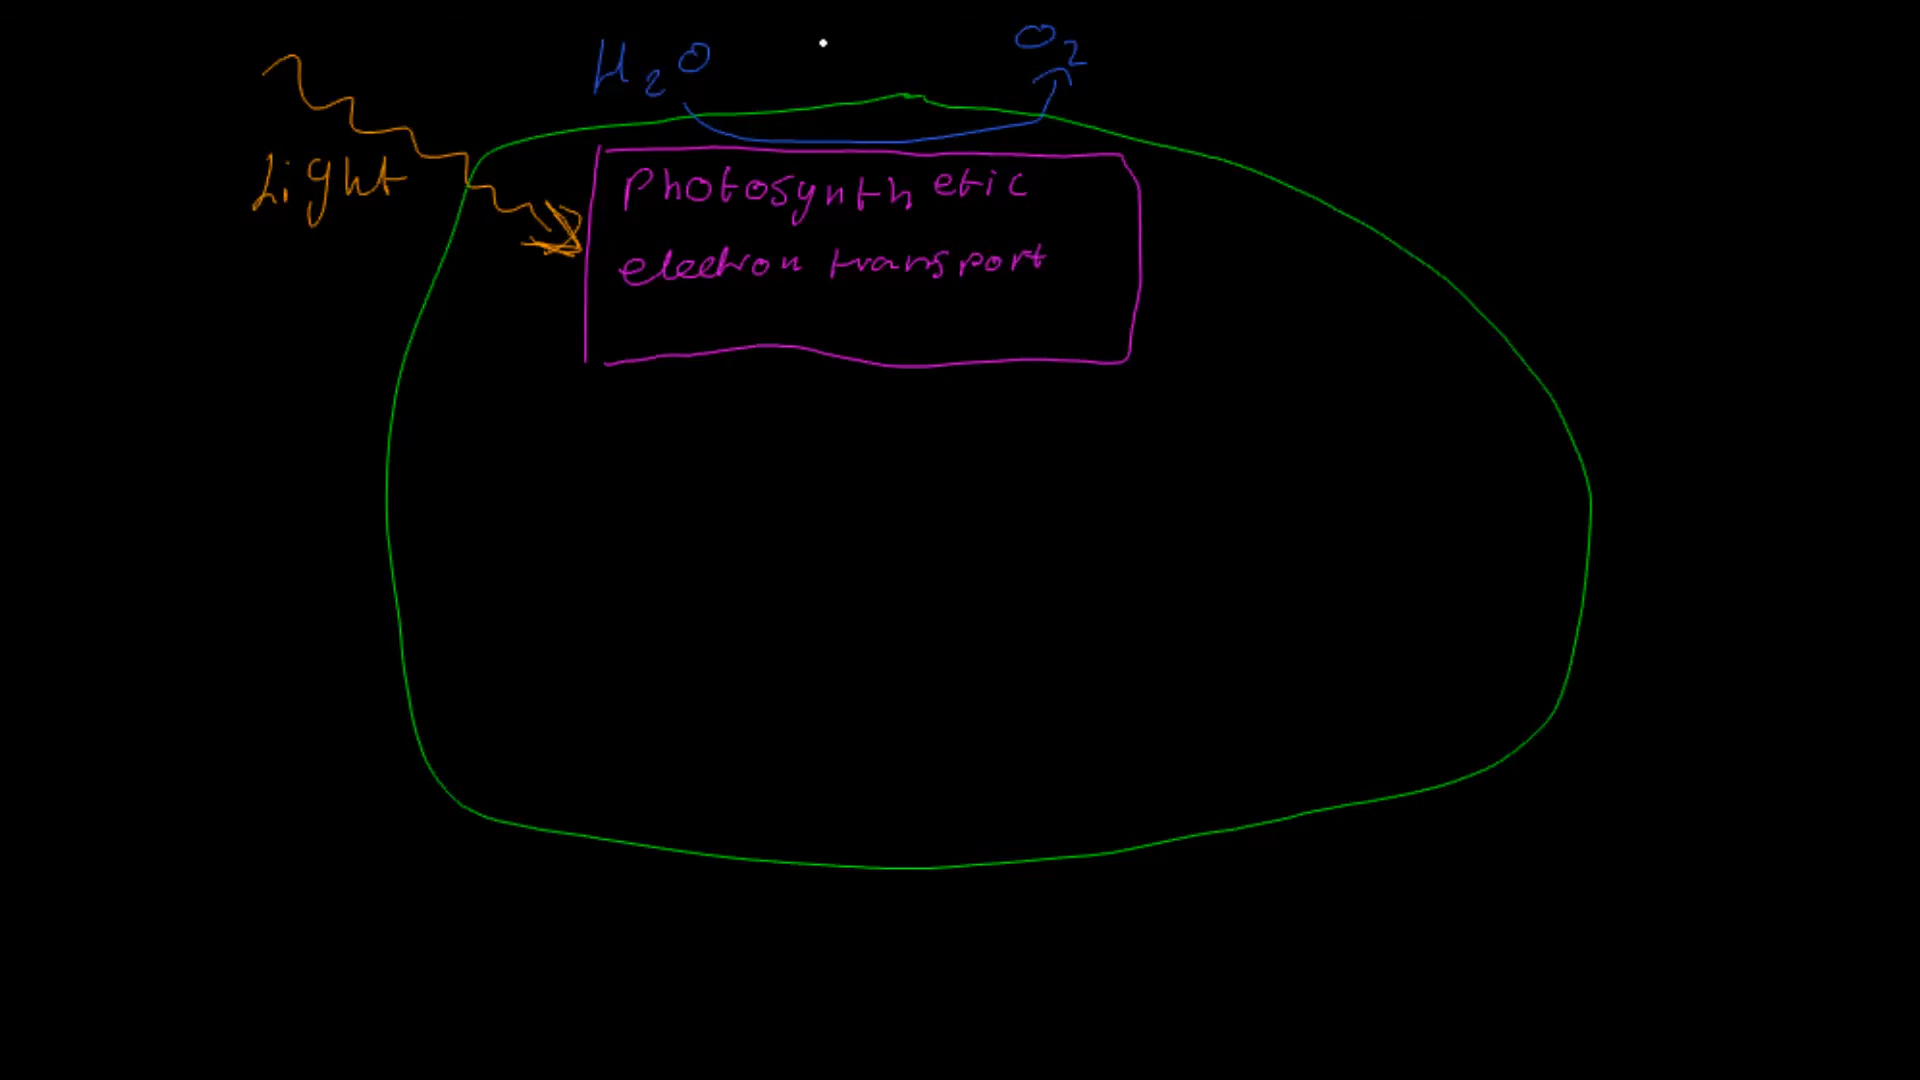 H₂O
O₂
Light
Photosynthetic
electron transport